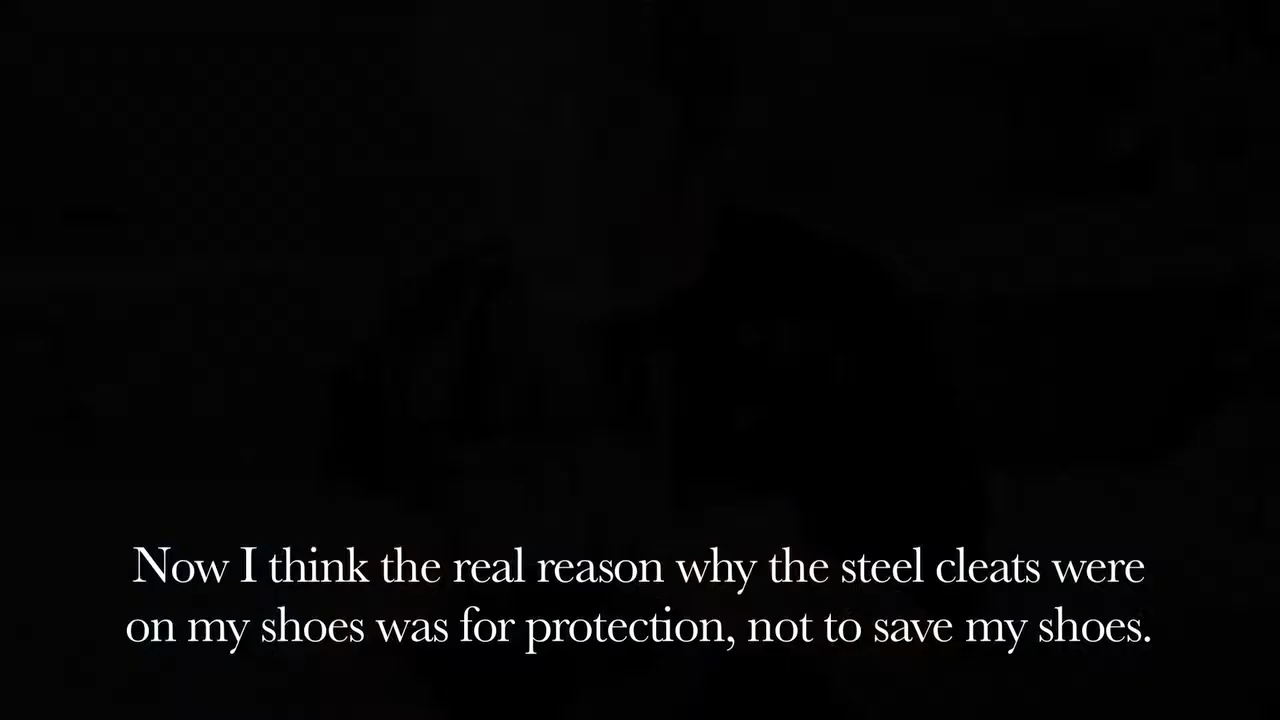 Now I think the real reason why the steel cleats were
on my shoes was for protection, not to save my shoes.